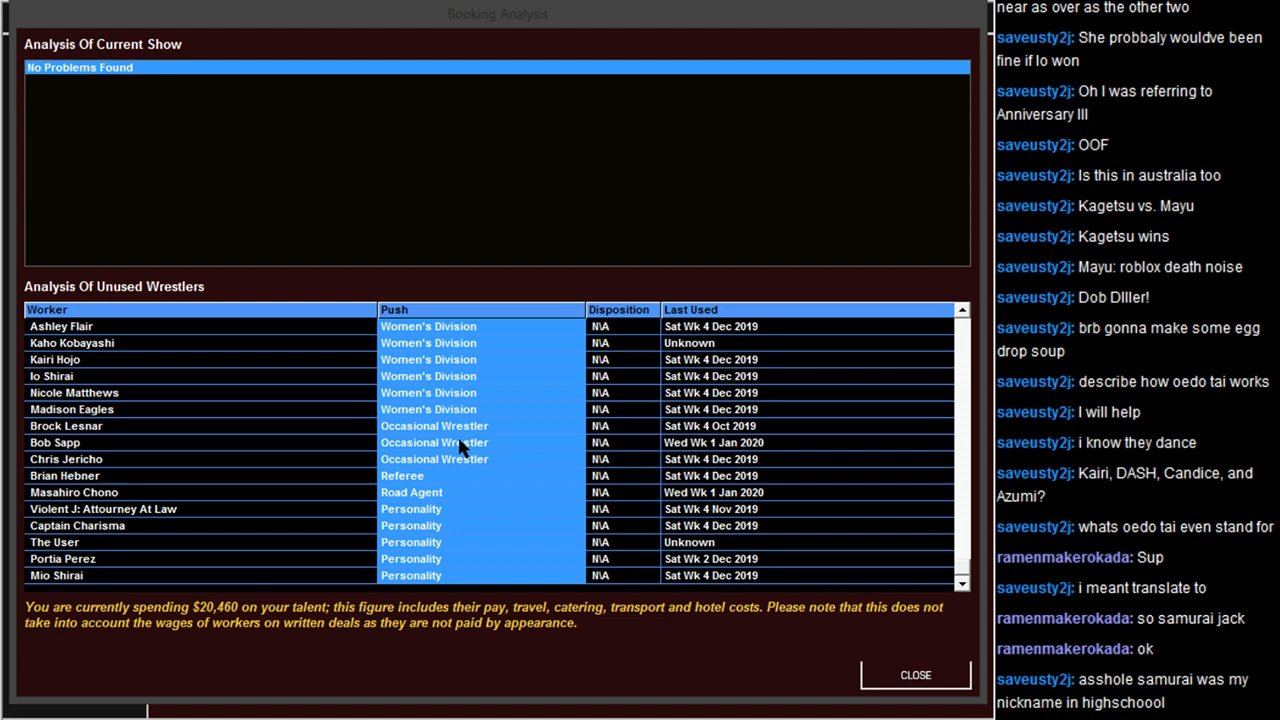 Booking Analysis
Analysis Of Current Show
No Problems Found
Analysis Of Unused Wrestlers
Worker Push Disposition Last Used
Ashley Flair Women's Division N\A Sat Wk 4 Dec 2019
Kaho Kobayashi Women's Division N\A Unknown
Kairi Hojo Women's Division N\A Sat Wk 4 Dec 2019
Io Shirai Women's Division N\A Sat Wk 4 Dec 2019
Nicole Matthews Women's Division N\A Sat Wk 4 Dec 2019
Madison Eagles Women's Division N\A Sat Wk 4 Dec 2019
Brock Lesnar Occasional Wrestler N\A Sat Wk 4 Oct 2019
Bob Sapp Occasional Wrestler N\A Wed Wk 1 Jan 2020
Chris Jericho Occasional Wrestler N\A Sat Wk 4 Dec 2019
Brian Hebner Referee N\A Sat Wk 4 Dec 2019
Masahiro Chono Road Agent N\A Wed Wk 1 Jan 2020
Violent J: Attourney At Law Personality N\A Sat Wk 4 Nov 2019
Captain Charisma Personality N\A Sat Wk 4 Dec 2019
The User Personality N\A Unknown
Portia Perez Personality N\A Sat Wk 2 Dec 2019
Mio Shirai Personality N\A Sat Wk 4 Dec 2019
You are currently spending $20,460 on your talent; this figure includes their pay, travel, catering, transport and hotel costs. Please note that this does not
take into account the wages of workers on written deals as they are not paid by appearance.
CLOSE
near as over as the other two
saveusty2j: She probbaly wouldve been
fine if Io won
saveusty2j: Oh I was referring to
Anniversary III
saveusty2j: OOF
saveusty2j: Is this in australia too
saveusty2j: Kagetsu vs. Mayu
saveusty2j: Kagetsu wins
saveusty2j: Mayu: roblox death noise
saveusty2j: Dob DIller!
saveusty2j: brb gonna make some egg
drop soup
saveusty2j: describe how oedo tai works
saveusty2j: I will help
saveusty2j: i know they dance
saveusty2j: Kairi, DASH, Candice, and
Azumi?
saveusty2j: whats oedo tai even stand for
ramenmakerokada: Sup
saveusty2j: i meant translate to
ramenmakerokada: so samurai jack
ramenmakerokada: ok
saveusty2j: asshole samurai was my
nickname in highschoool